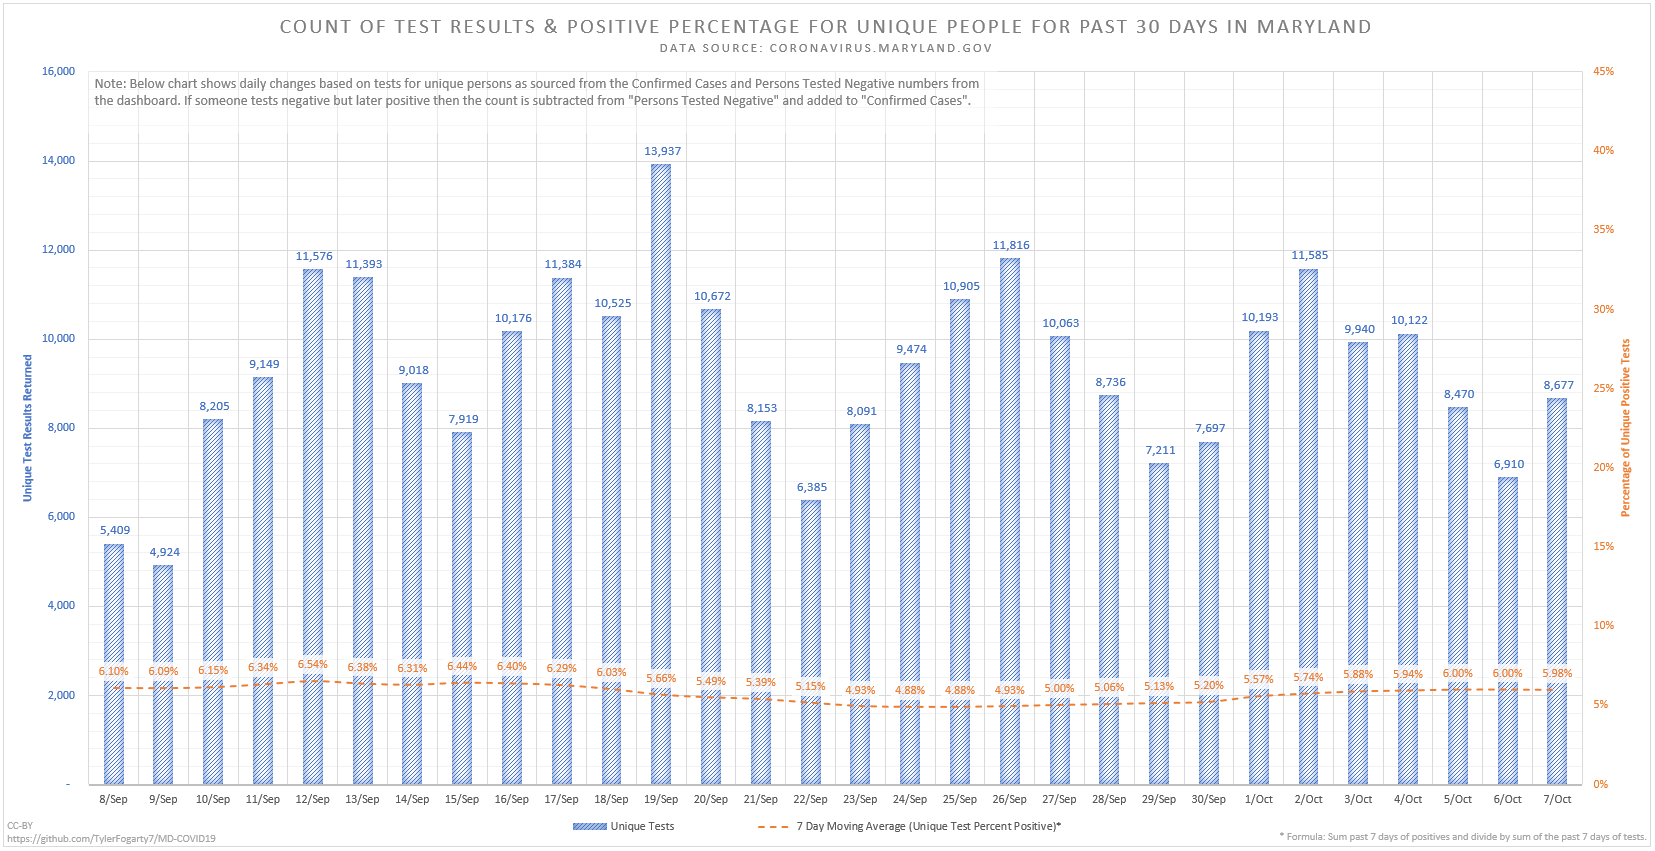 COUNT OF TEST RESULTS & POSITIVE PERCENTAGE FOR UNIQUE PEOPLE FOR PAST 30 DAYS IN MARYLAND
DATA SOURCE: CORONAVIRUS.MARYLAND.GOV
Note: Below chart shows daily changes based on tests for unique persons as sourced from the Confirmed Cases and Persons Tested Negative numbers from
the dashboard. If someone tests negative but later positive then the count is subtracted from "Persons Tested Negative" and added to "Confirmed Cases".
Unique Test Results Returned
16,000
14,000
12,000
10,000
8,000
6,000
4,000
2,000
-
5,409 4,924 8,205 9,149 11,576 11,393 9,018 7,919 10,176 11,384 10,525 13,937 10,672 8,153 6,385 8,091 9,474 10,905 11,816 10,063 8,736 7,211 7,697 10,193 11,585 9,940 10,122 8,470 6,910 8,677
6.10% 6.09% 6.15% 6.34% 6.54% 6.38% 6.31% 6.44% 6.40% 6.29% 6.03% 5.66% 5.49% 5.39% 5.15% 4.93% 4.88% 4.88% 4.93% 5.00% 5.06% 5.13% 5.20% 5.57% 5.74% 5.88% 5.94% 6.00% 6.00% 5.98%
8/Sep 9/Sep 10/Sep 11/Sep 12/Sep 13/Sep 14/Sep 15/Sep 16/Sep 17/Sep 18/Sep 19/Sep 20/Sep 21/Sep 22/Sep 23/Sep 24/Sep 25/Sep 26/Sep 27/Sep 28/Sep 29/Sep 30/Sep 1/Oct 2/Oct 3/Oct 4/Oct 5/Oct 6/Oct 7/Oct
45%
40%
35%
30%
25%
20%
15%
10%
5%
0%
Percentage of Unique Positive Tests
Unique Tests
7 Day Moving Average (Unique Test Percent Positive)*
CC-BY
https://github.com/TylerFogarty7/MD-COVID19
* Formula: Sum past 7 days of positives and divide by sum of the past 7 days of tests.